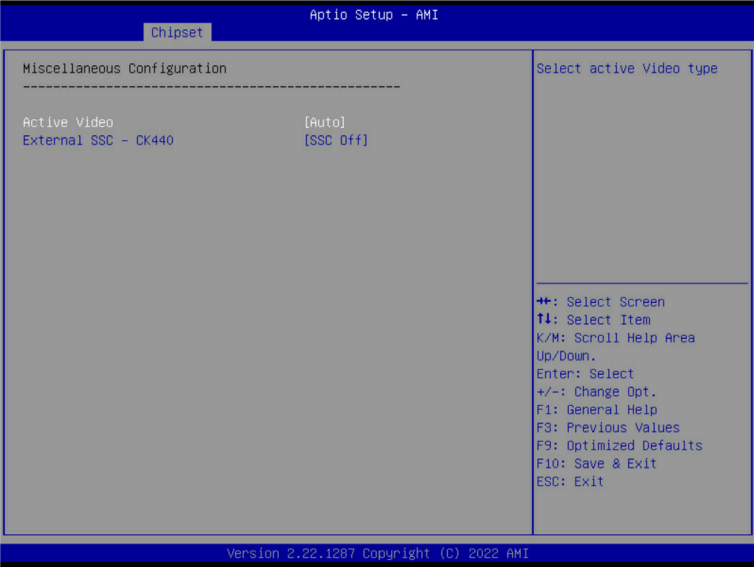 Aptio Setup – AMI
Chipset
Miscellaneous Configuration
--------------------------------------------------
Active Video [Auto]
External SSC – CK440 [SSC Off]
Select active Video type
→←: Select Screen
↑↓: Select Item
K/M: Scroll Help Area
Up/Down.
Enter: Select
+/-: Change Opt.
F1: General Help
F3: Previous Values
F9: Optimized Defaults
F10: Save & Exit
ESC: Exit
Version 2.22.1287 Copyright (C) 2022 AMI